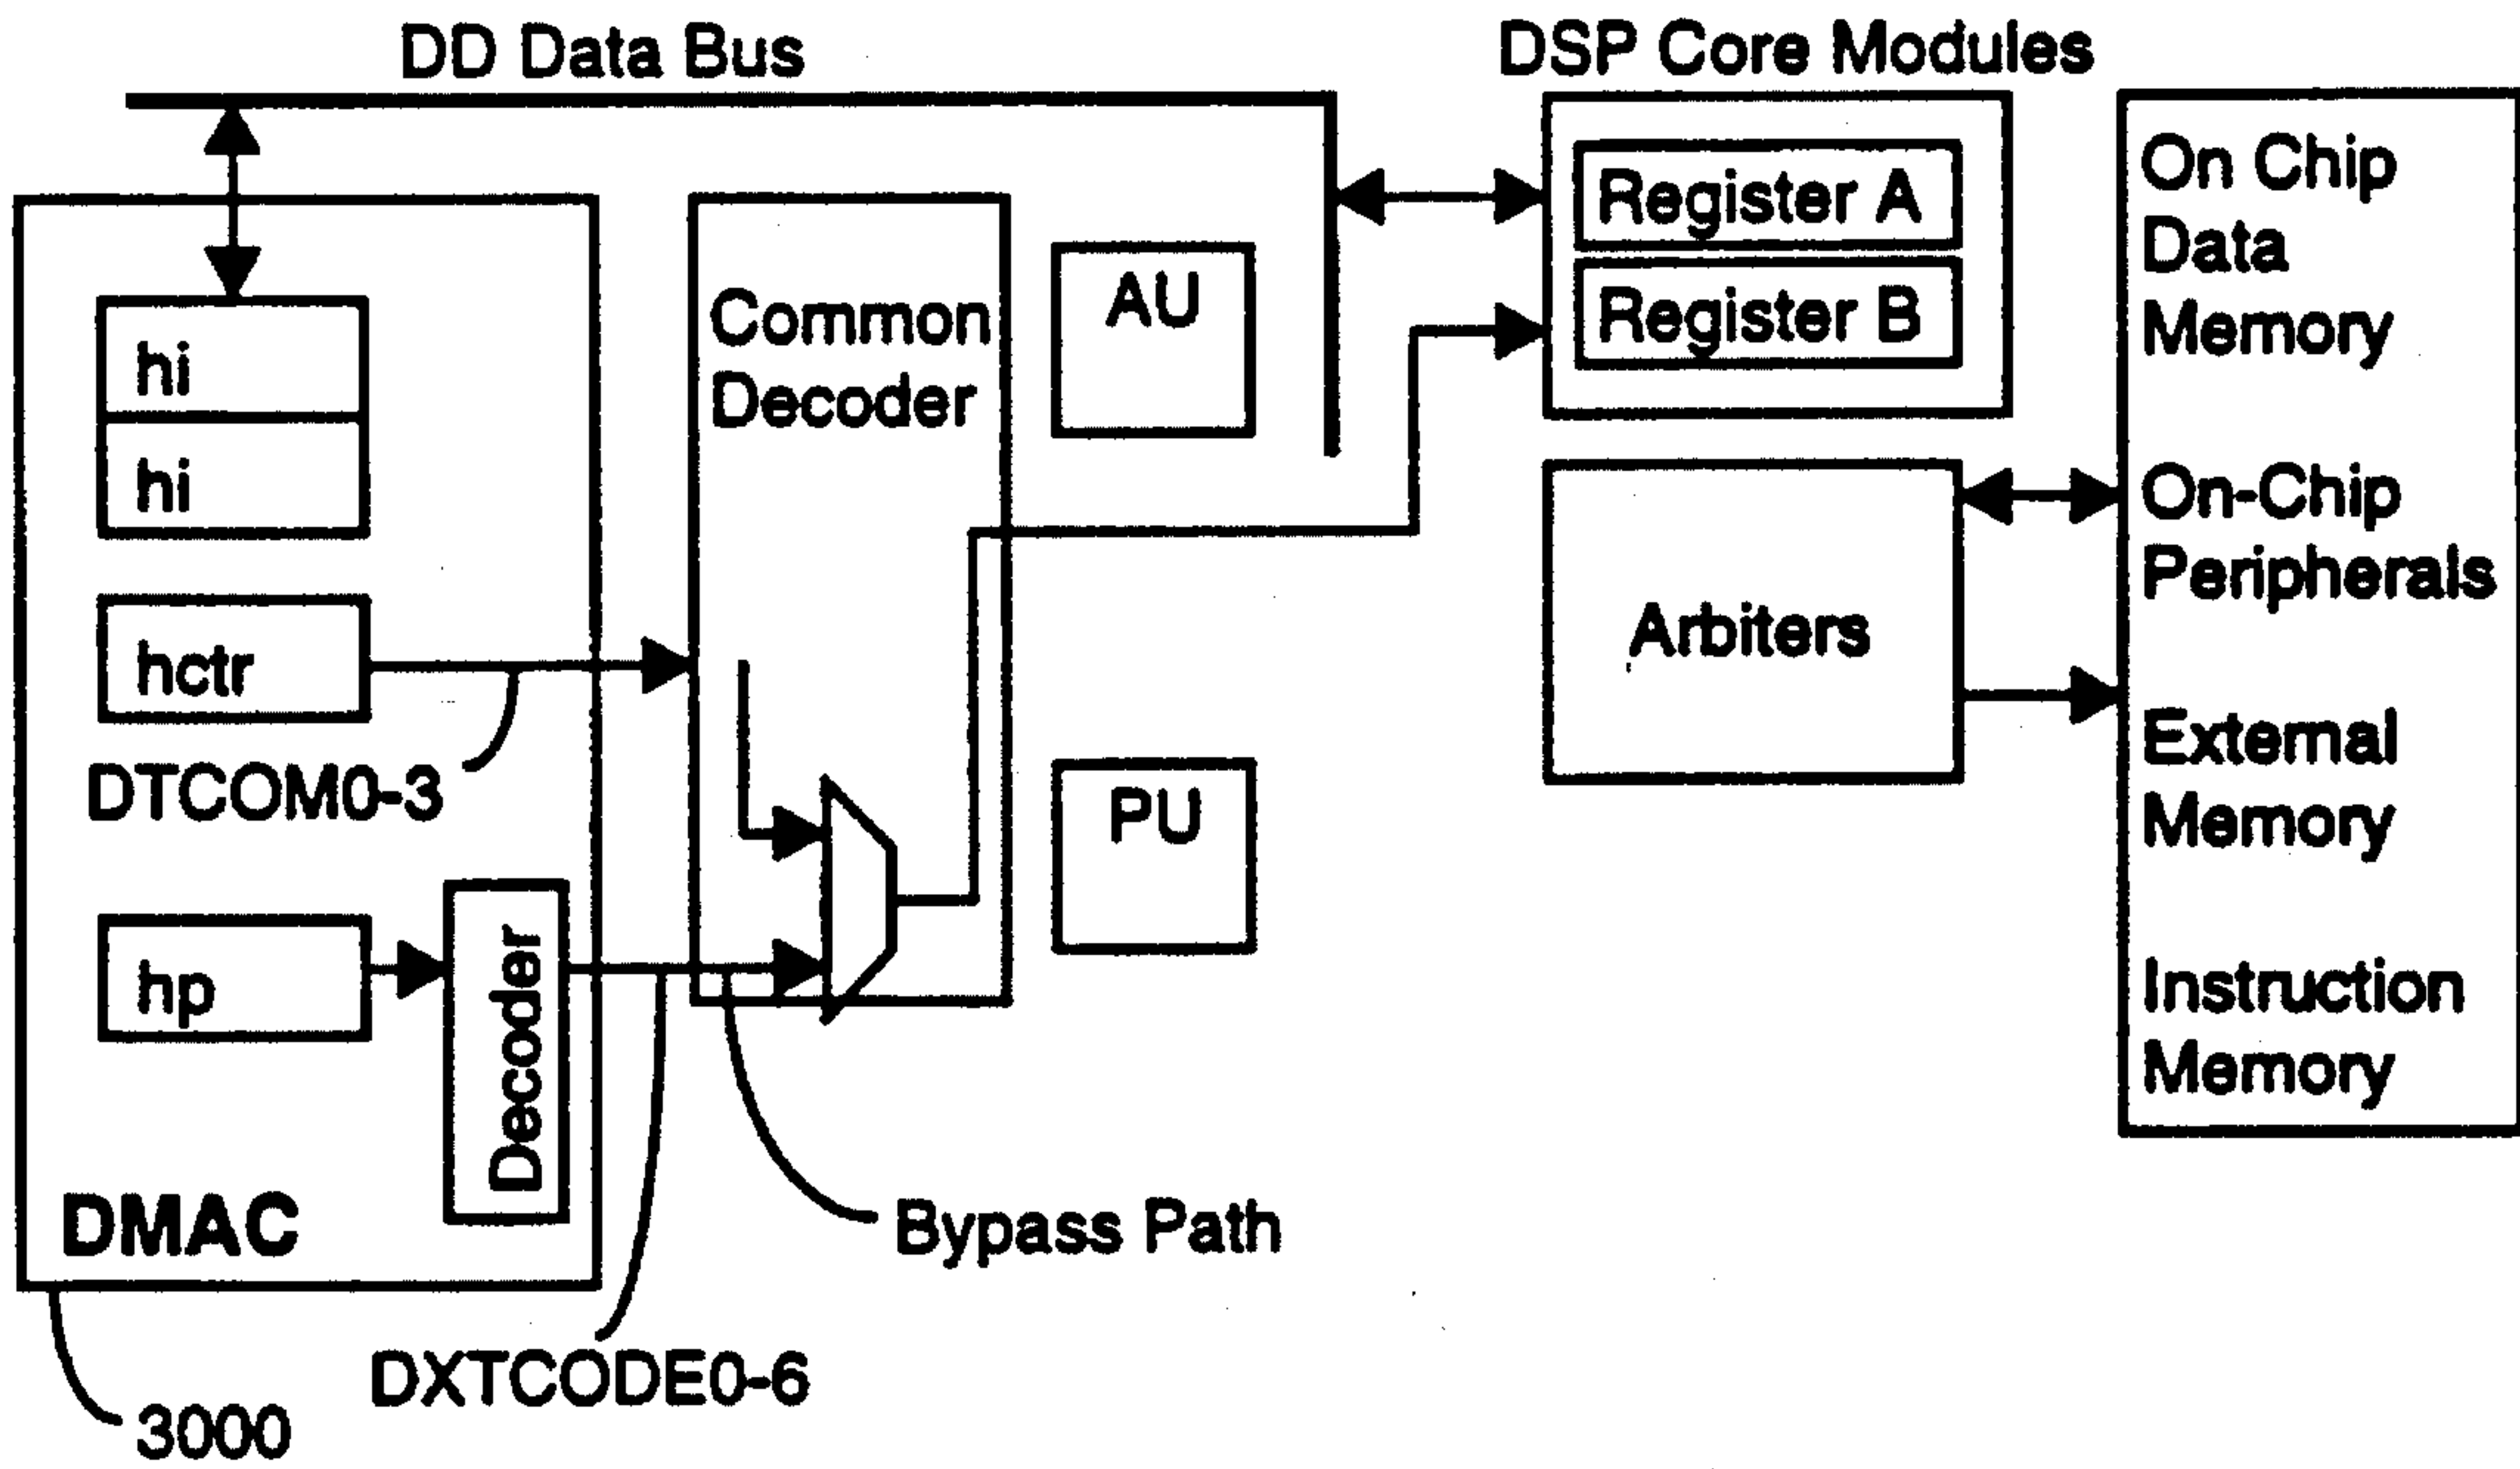 DD Data Bus
DSP Core Modules
hi
hi
hctr
DTCOM0-3
hp
Decoder
DMAC
3000
DXTCODE0-6
Common
Decoder
AU
PU
Bypass Path
Register A
Register B
Arbiters
On Chip
Data
Memory
On-Chip
Peripherals
External
Memory
Instruction
Memory